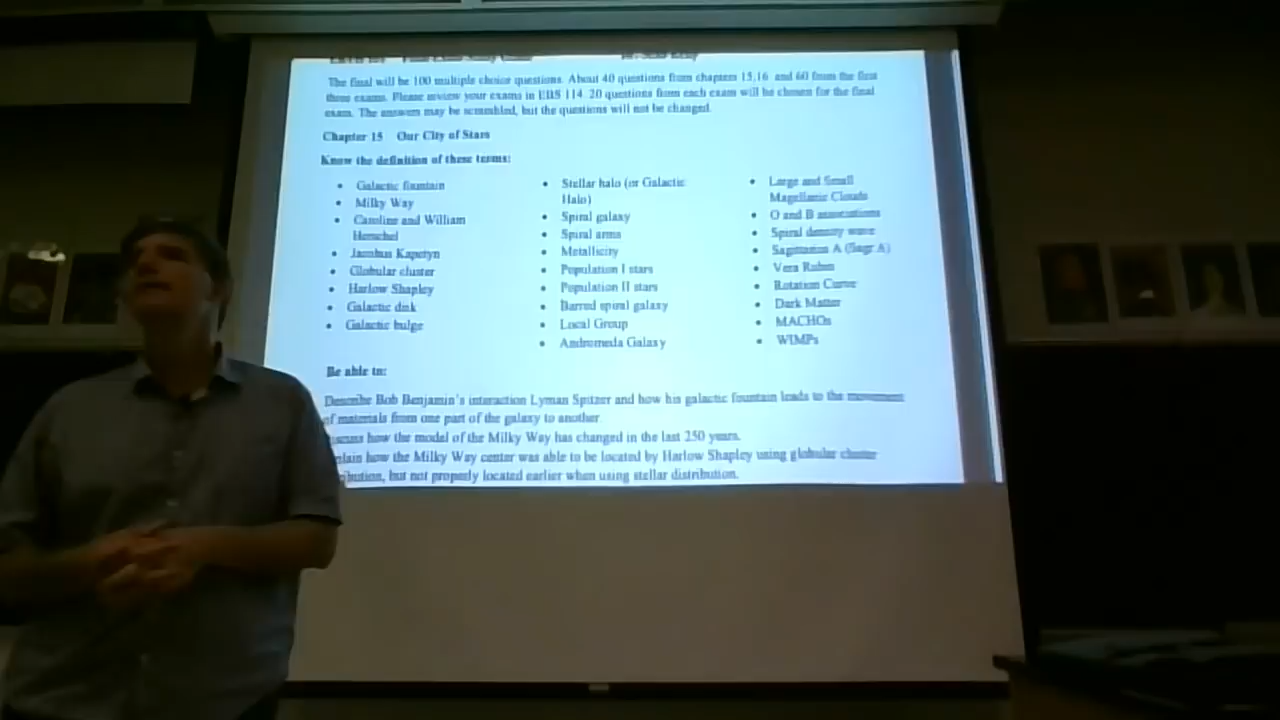 The final will be 100 multiple choice questions. About 40 questions from chapters 15,16 and 60 from the first
three exams. Please review your exams in EBS 114. 20 questions from each exam will be chosen for the final
exam. The answers may be scrambled, but the questions will not be changed.
Chapter 15 Our City of Stars
Know the definition of these terms:
• Galactic fountain
• Milky Way
• Caroline and William
Herschel
• Kapetyn
• Globular cluster
• Harlow Shapley
• Galactic disk
• Galactic bulge
• Stellar halo (or Galactic
Halo)
• Spiral galaxy
• Spiral arms
• Metallicity
• Population I stars
• Population II stars
• Barred spiral galaxy
• Local Group
• Andromeda Galaxy
• Large and Small
Magellanic Clouds
• O and B associations
• Spiral density wave
• Sagittarius A (Sagr A)
• Vera Rubin
• Rotation Curve
• Dark Matter
• MACHOs
• WIMPs
Be able to:
Describe Bob Benjamin's interaction Lyman Spitzer and how his galactic fountain leads to the movement
of materials from one part of the galaxy to another.
how the model of the Milky Way has changed in the last 250 years.
plain how the Milky Way center was able to be located by Harlow Shapley using globular cluster
ibution, but not properly located earlier when using stellar distribution.